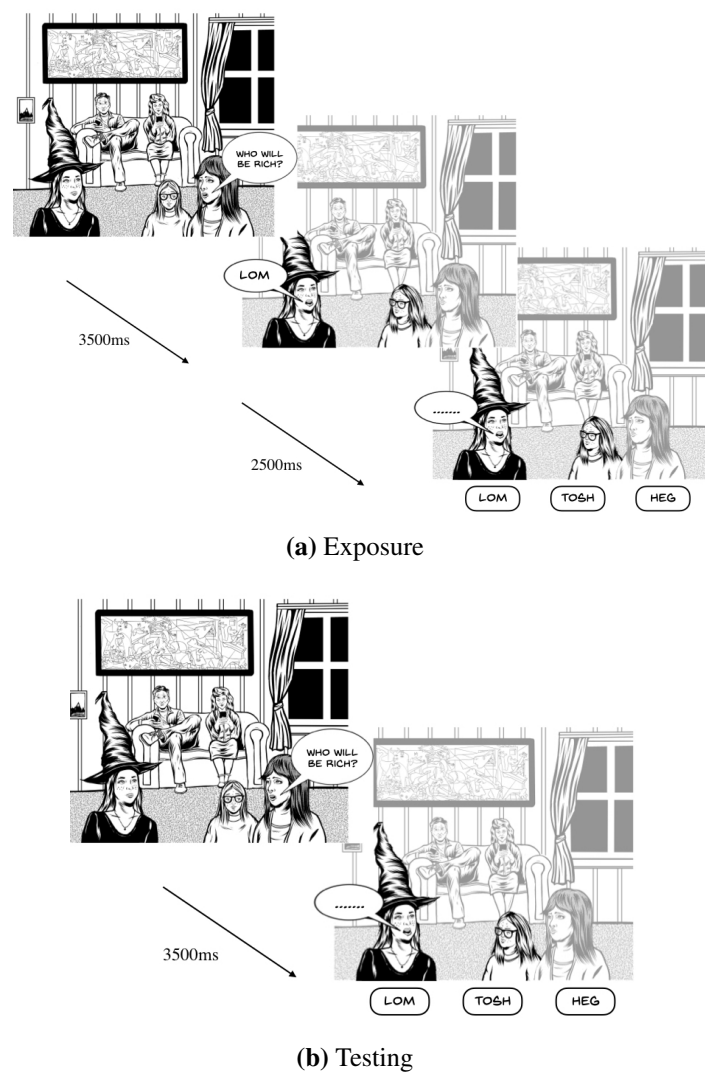 WHO WILL
BE RICH?
LOM
3500ms
.......
2500ms
LOM TOSH HEG
(a) Exposure
WHO WILL
BE RICH?
.......
3500ms
LOM TOSH HEG
(b) Testing